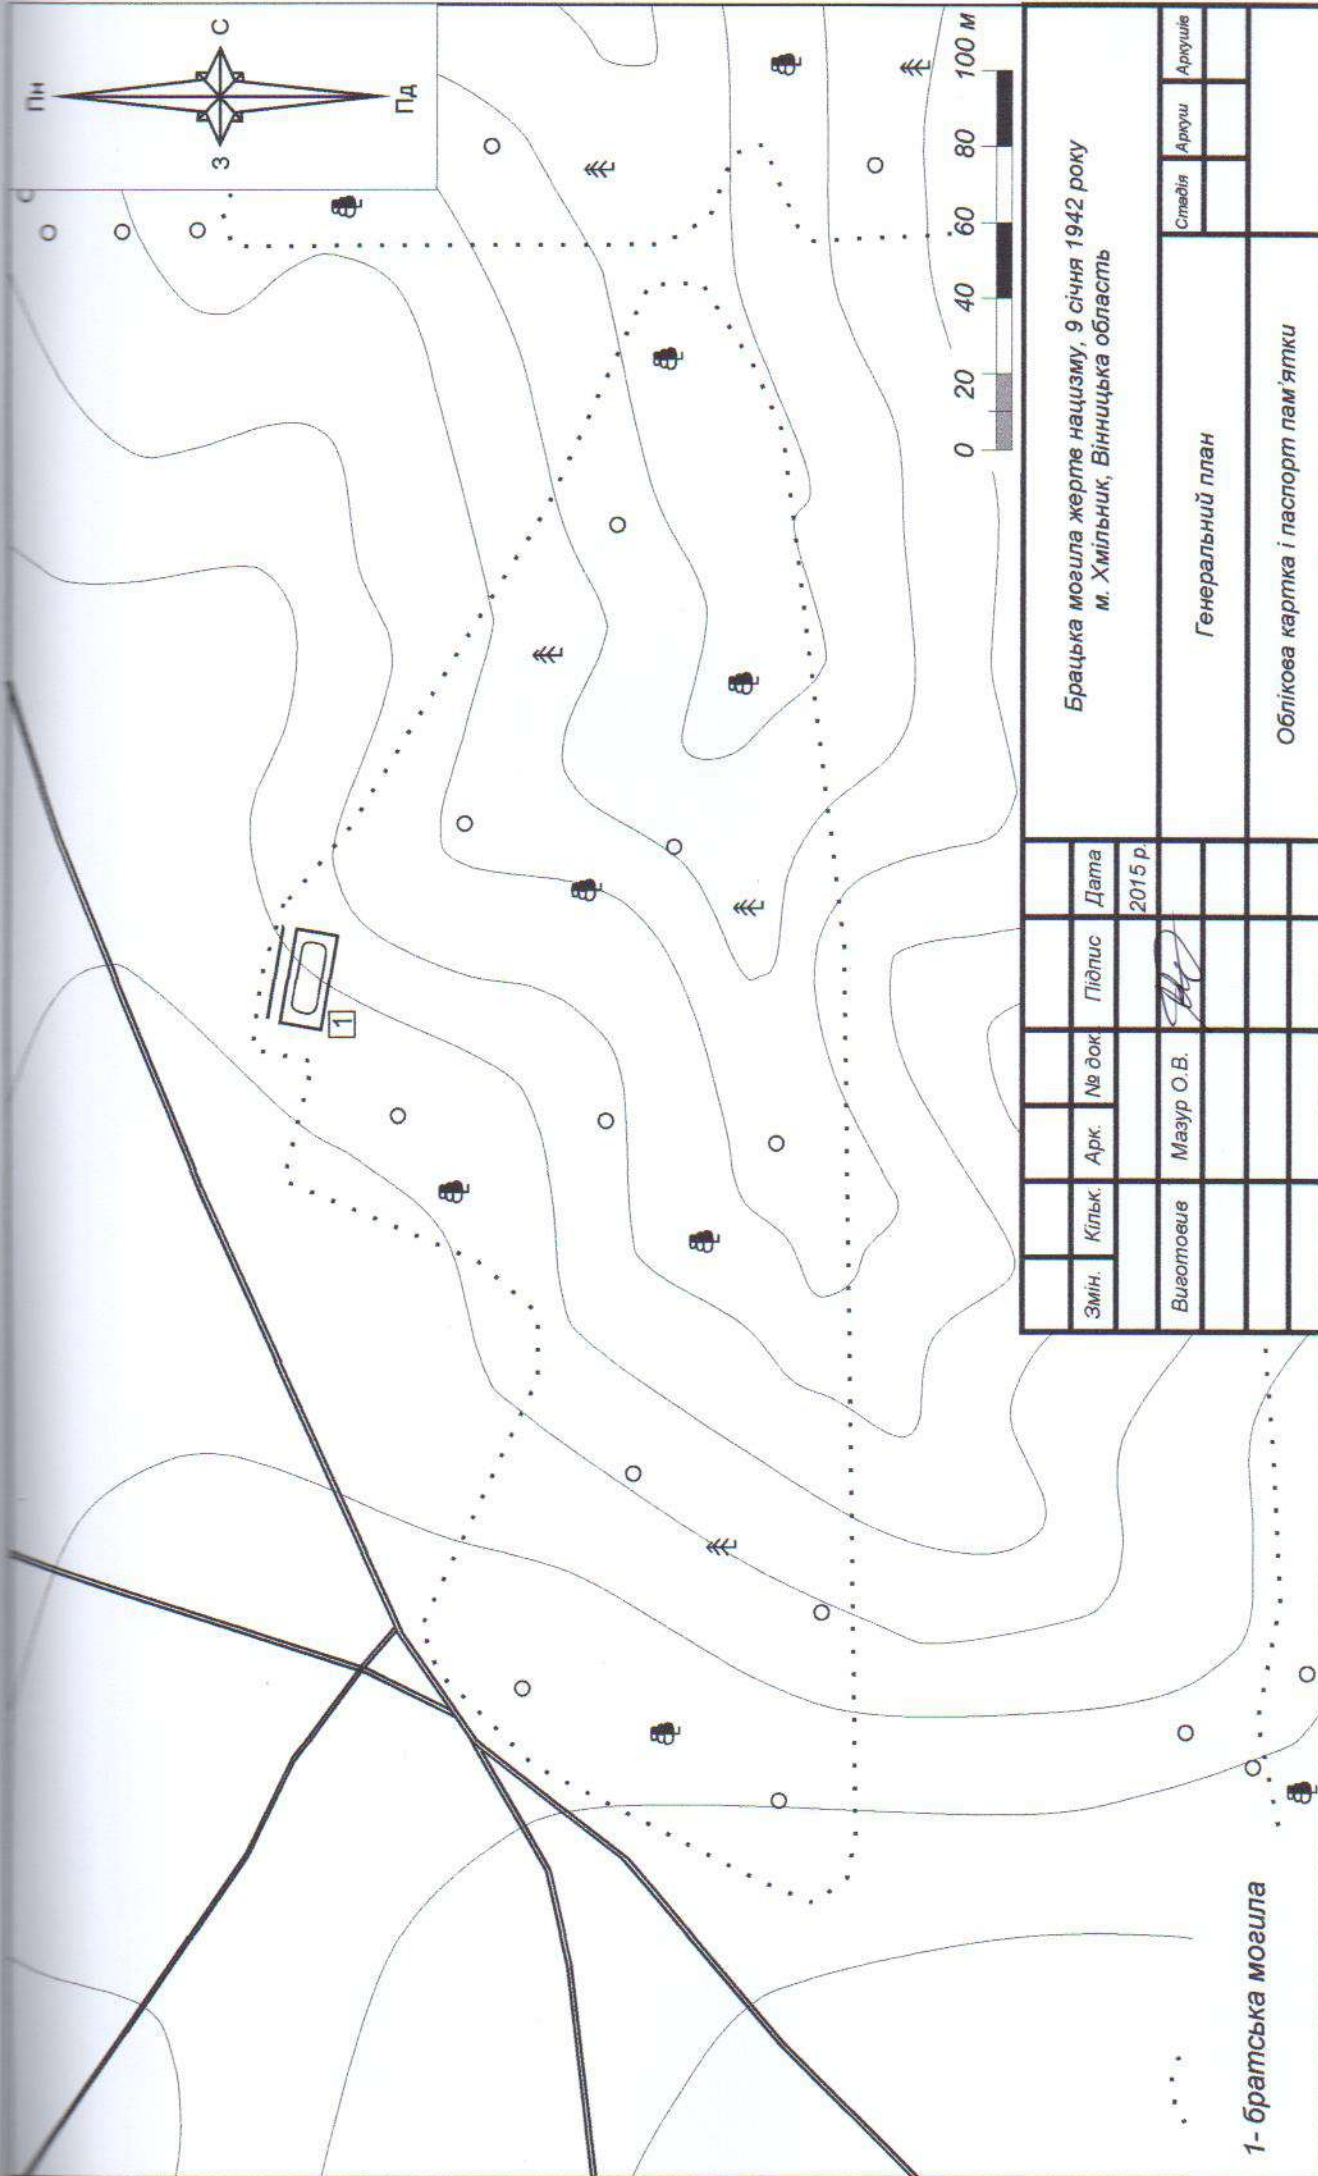 Пн
З
С
Пд
1
0 20 40 60 80 100 м
1- братська могила
Змін. Кільк. Арк. № док. Підпис Дата
2015 р.
Виготовив Мазур О.В.
Брацька могила жертв нацизму, 9 січня 1942 року
м. Хмільник, Вінницька область
Генеральний план
Стадія Аркуш Аркушів
Облікова картка і паспорт пам'ятки